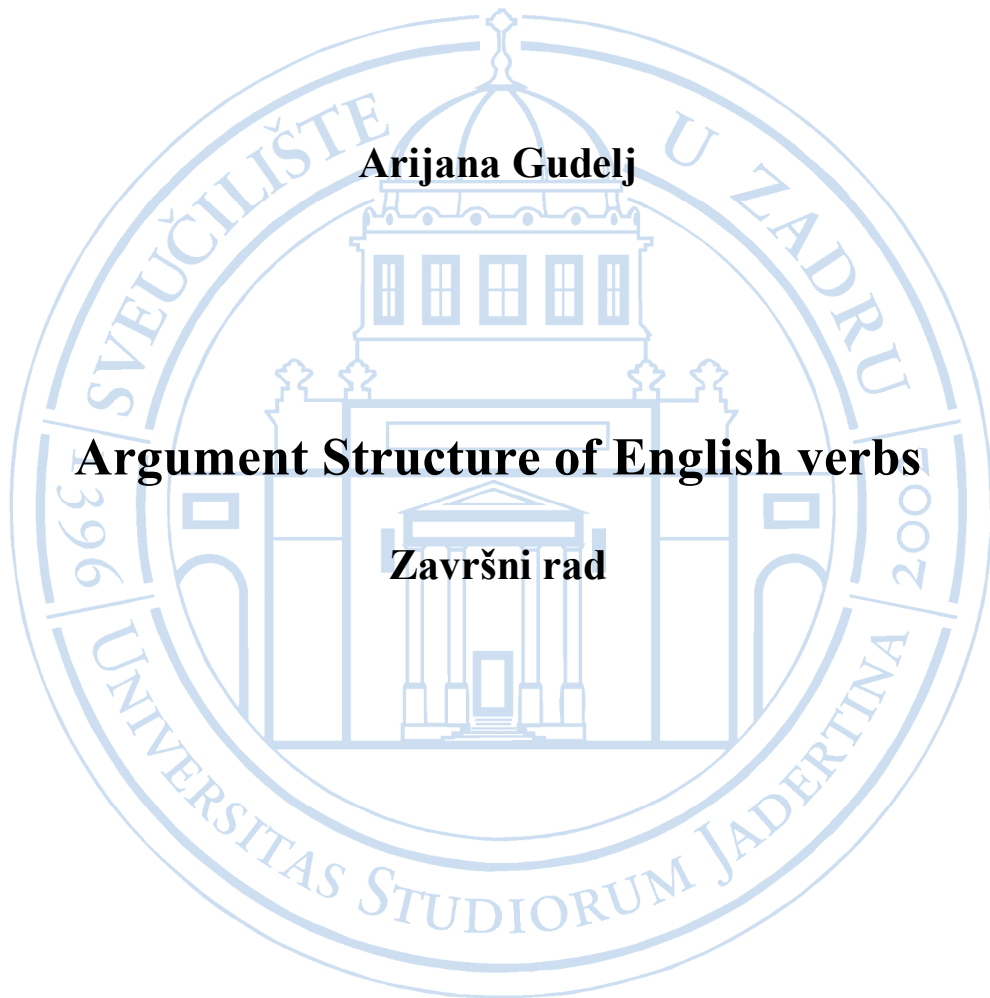 Arijana Gudelj
Argument Structure of English verbs
Završni rad
SVEUČILIŠTE U ZADRU
1396
2002
UNIVERSITAS STUDIORUM JADERTINA